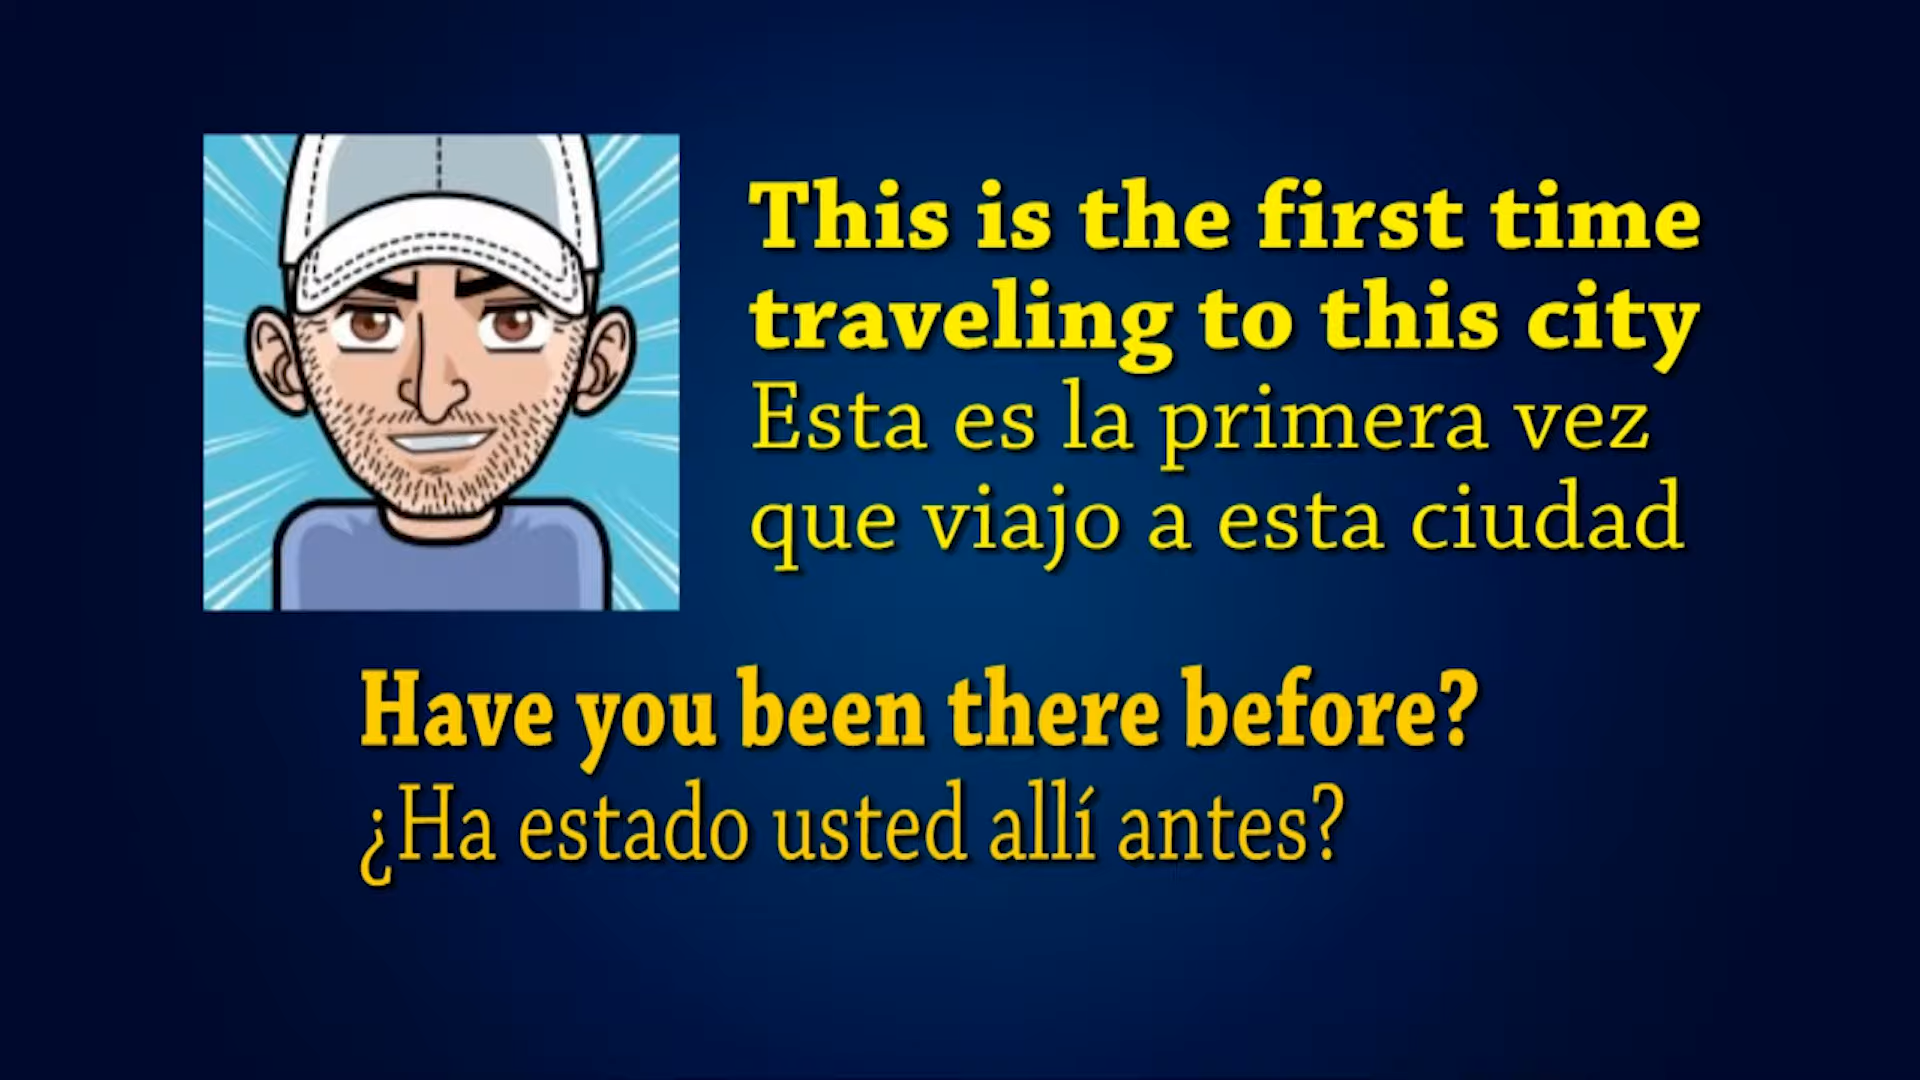 This is the first time
traveling to this city
Esta es la primera vez
que viajo a esta ciudad
Have you been there before?
¿Ha estado usted allí antes?